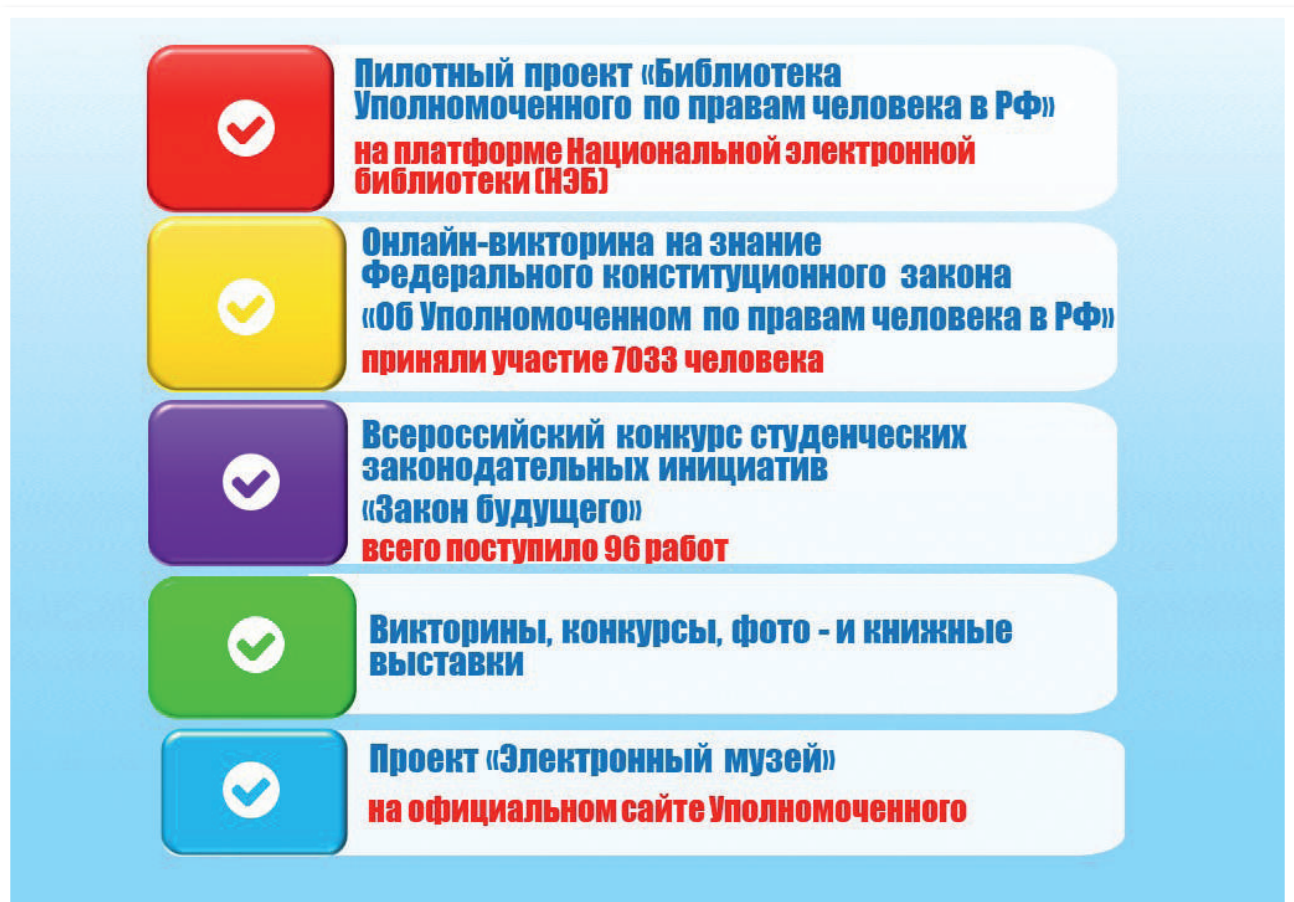 Пилотный проект «Библиотека
Уполномоченного по правам человека в РФ»
на платформе Национальной электронной
библиотеки (НЭБ)
Онлайн-викторина на знание
Федерального конституционного закона
«Об Уполномоченном по правам человека в РФ»
приняли участие 7033 человека
Всероссийский конкурс студенческих
законодательных инициатив
«Закон будущего»
всего поступило 96 работ
Викторины, конкурсы, фото - и книжные
выставки
Проект «Электронный музей»
на официальном сайте Уполномоченного